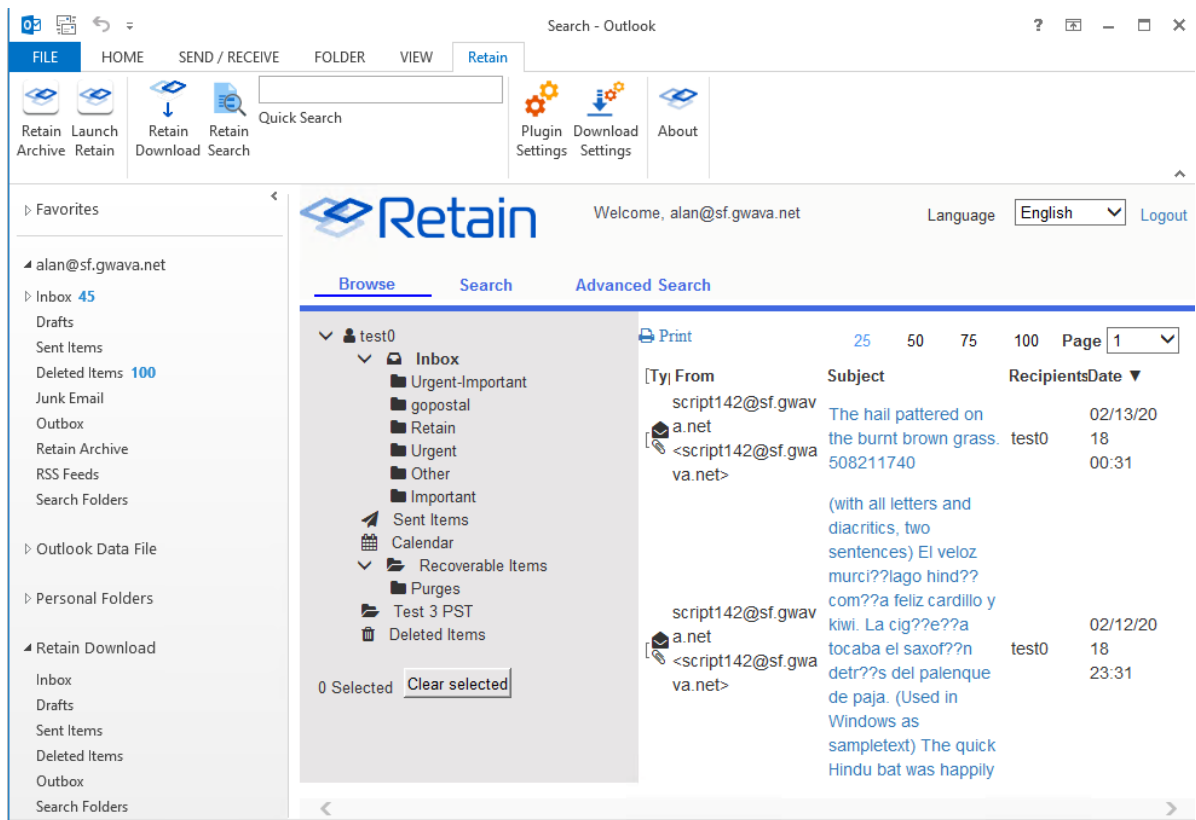 Search - Outlook
FILE HOME SEND / RECEIVE FOLDER VIEW Retain
Retain Archive
Launch Retain
Retain Download
Retain Search
Quick Search
Plugin Settings
Download Settings
About
Favorites
alan@sf.gwava.net
Inbox 45
Drafts
Sent Items
Deleted Items 100
Junk Email
Outbox
Retain Archive
RSS Feeds
Search Folders
Outlook Data File
Personal Folders
Retain Download
Inbox
Drafts
Sent Items
Deleted Items
Outbox
Search Folders
Retain
Welcome, alan@sf.gwava.net
Language English Logout
Browse Search Advanced Search
test0
Inbox
Urgent-Important
gopostal
Retain
Urgent
Other
Important
Sent Items
Calendar
Recoverable Items
Purges
Test 3 PST
Deleted Items
0 Selected Clear selected
Print 25 50 75 100 Page 1
[Ty From Subject Recipients Date ▼
script142@sf.gwav
a.net
<script142@sf.gwa
va.net>
The hail pattered on
the burnt brown grass.
508211740
test0
02/13/20
18
00:31
script142@sf.gwav
a.net
<script142@sf.gwa
va.net>
(with all letters and
diacritics, two
sentences) El veloz
murci??lago hind??
com??a feliz cardillo y
kiwi. La cig??e??a
tocaba el saxof??n
detr??s del palenque
de paja. (Used in
Windows as
sampletext) The quick
Hindu bat was happily
test0
02/12/20
18
23:31